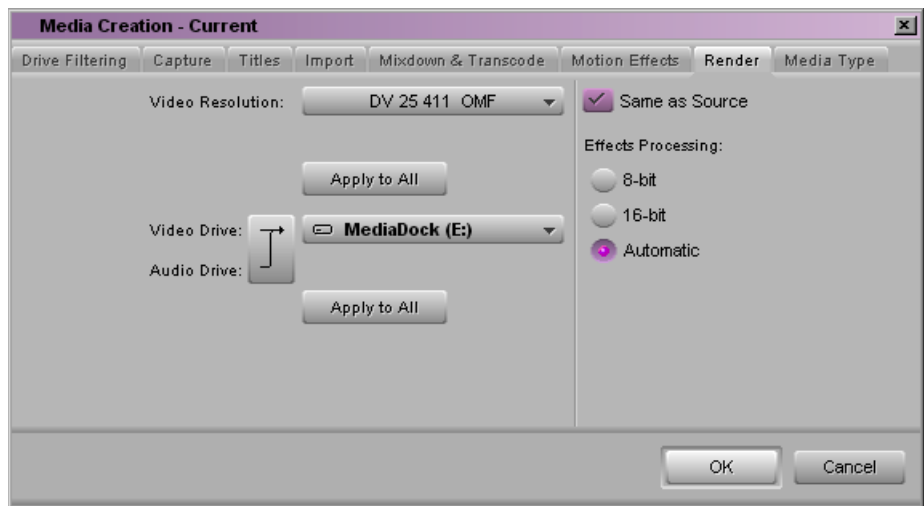 Media Creation - Current
Drive Filtering Capture Titles Import Mixdown & Transcode Motion Effects Render Media Type
Video Resolution: DV 25 411 OMF
Same as Source
Effects Processing:
Apply to All
8-bit
16-bit
Video Drive: MediaDock (E:)
Automatic
Audio Drive:
Apply to All
OK Cancel